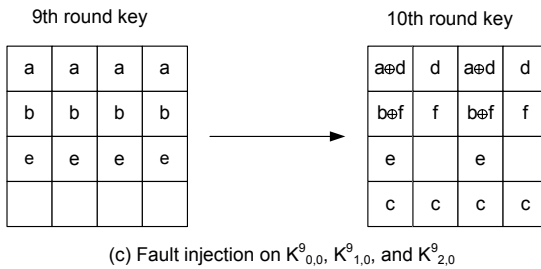 9th round key
10th round key
a a a a
b b b b
e e e e
a⊕d d a⊕d d
b⊕f f b⊕f f
e e
c c c c
(c) Fault injection on K⁹₀,₀, K⁹₁,₀, and K⁹₂,₀